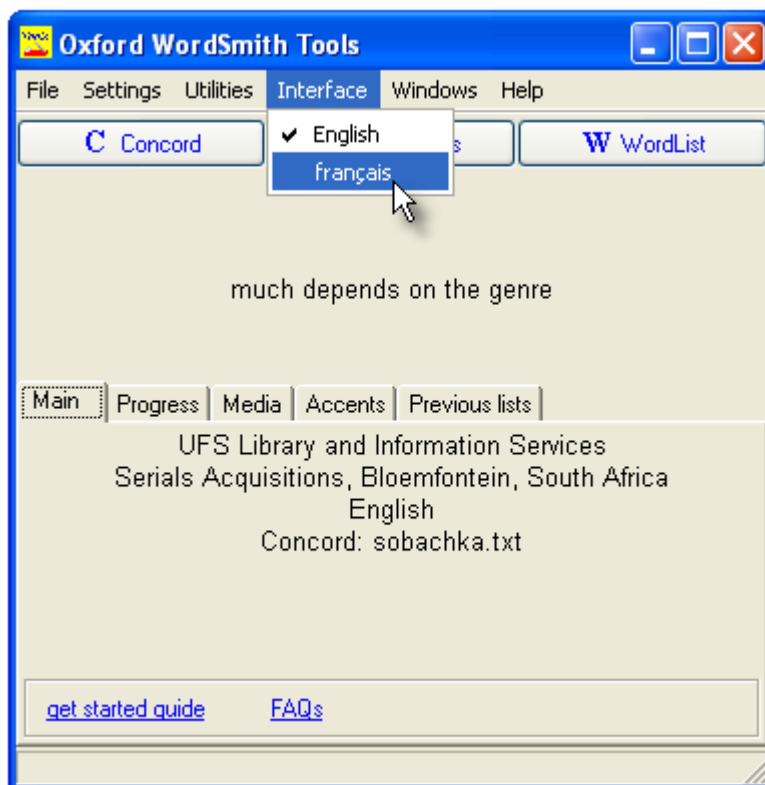 Oxford WordSmith Tools
File Settings Utilities Interface Windows Help
C Concord
W WordList
English
français
much depends on the genre
Main Progress Media Accents Previous lists
UFS Library and Information Services
Serials Acquisitions, Bloemfontein, South Africa
English
Concord: sobachka.txt
get started guide FAQs